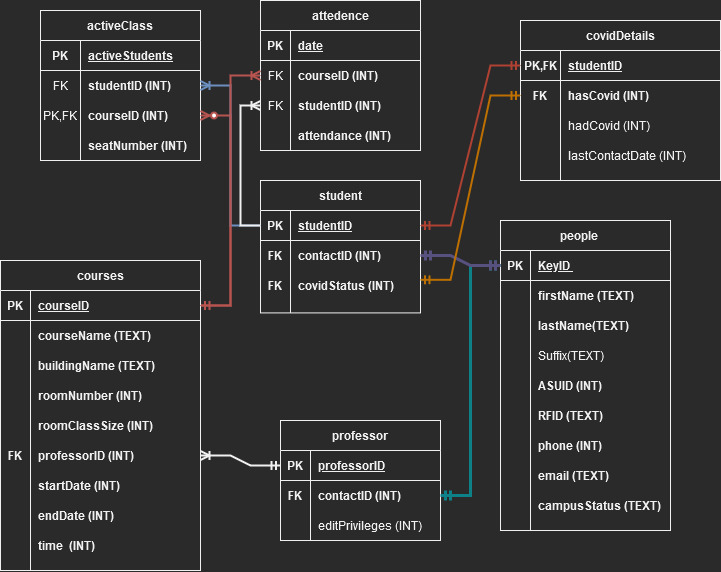 activeClass
PK activeStudents
FK studentID (INT)
PK,FK courseID (INT)
seatNumber (INT)
attedence
PK date
FK courseID (INT)
FK studentID (INT)
attendance (INT)
covidDetails
PK,FK studentID
FK hasCovid (INT)
hadCovid (INT)
lastContactDate (INT)
student
PK studentID
FK contactID (INT)
FK covidStatus (INT)
people
PK KeyID
firstName (TEXT)
lastName(TEXT)
Suffix(TEXT)
ASUID (INT)
RFID (TEXT)
phone (INT)
email (TEXT)
campusStatus (TEXT)
courses
PK courseID
courseName (TEXT)
buildingName (TEXT)
roomNumber (INT)
roomClassSize (INT)
FK professorID (INT)
startDate (INT)
endDate (INT)
time (INT)
professor
PK professorID
FK contactID (INT)
editPrivileges (INT)